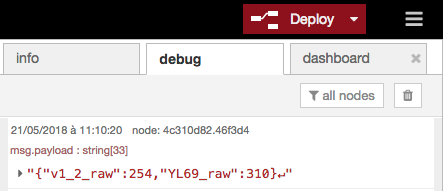 Deploy
info
debug
dashboard
all nodes
21/05/2018 à 11:10:20 node: 4c310d82.46f3d4
msg.payload : string[33]
"{"v1_2_raw":254,"YL69_raw":310}↵"